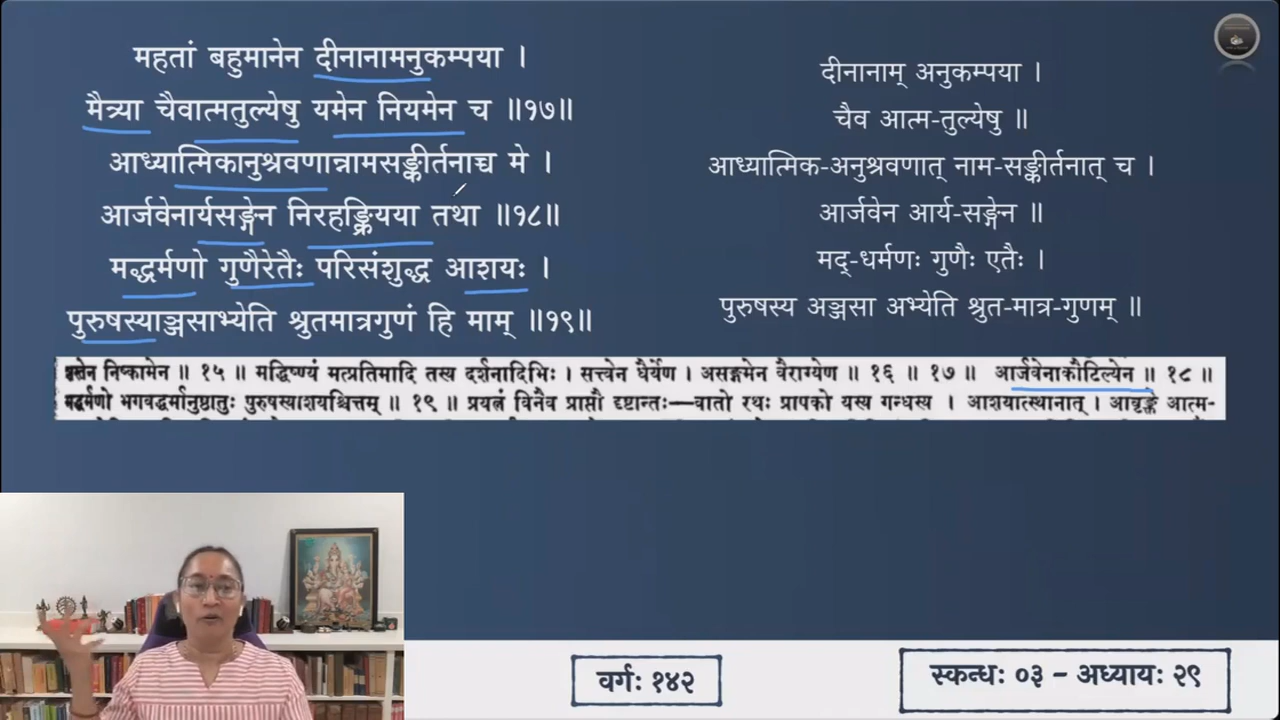 महतां बहुमानेन दीनानामनुकम्पया ।
मैत्र्या चैवात्मतुल्येषु यमेन नियमेन च ॥१७॥
आध्यात्मिकानुश्रवणान्नामसङ्कीर्तनाच्च मे ।
आर्जवेनार्यसङ्गेन निरहङ्क्रियया तथा ॥१८॥
मद्धर्मणो गुणैरेतैः परिसंशुद्ध आशयः ।
पुरुषस्याञ्जसाभ्येति श्रुतमात्रगुणं हि माम् ॥१९॥
दीनानाम् अनुकम्पया ।
चैव आत्म-तुल्येषु ॥
आध्यात्मिक-अनुश्रवणात् नाम-सङ्कीर्तनात् च ।
आर्जवेन आर्य-सङ्गेन ॥
मद्-धर्मणः गुणैः एतैः ।
पुरुषस्य अञ्जसा अभ्येति श्रुत-मात्र-गुणम् ॥
निष्कामेन ॥ १५ ॥ मद्धिष्ण्यं मत्प्रतिमादि तस्य दर्शनादिभिः । सत्त्वेन धैर्येण । असङ्गमेन वैराग्येण ॥ १६ ॥ १७ ॥ आर्जवेनाकौटिल्येन ॥ १८ ॥
मद्धर्मणो भगवद्धर्मानुष्ठातुः पुरुषस्याशयश्चित्तम् ॥ १९ ॥ प्रयत्नं विनैव प्राप्तौ दृष्टान्तः—वातो रथः प्रापको यस्य गन्धस्य । आशयात्स्थानात् । आवृङ्के आत्म-
वर्गः १४२
स्कन्धः ०३ – अध्यायः २९